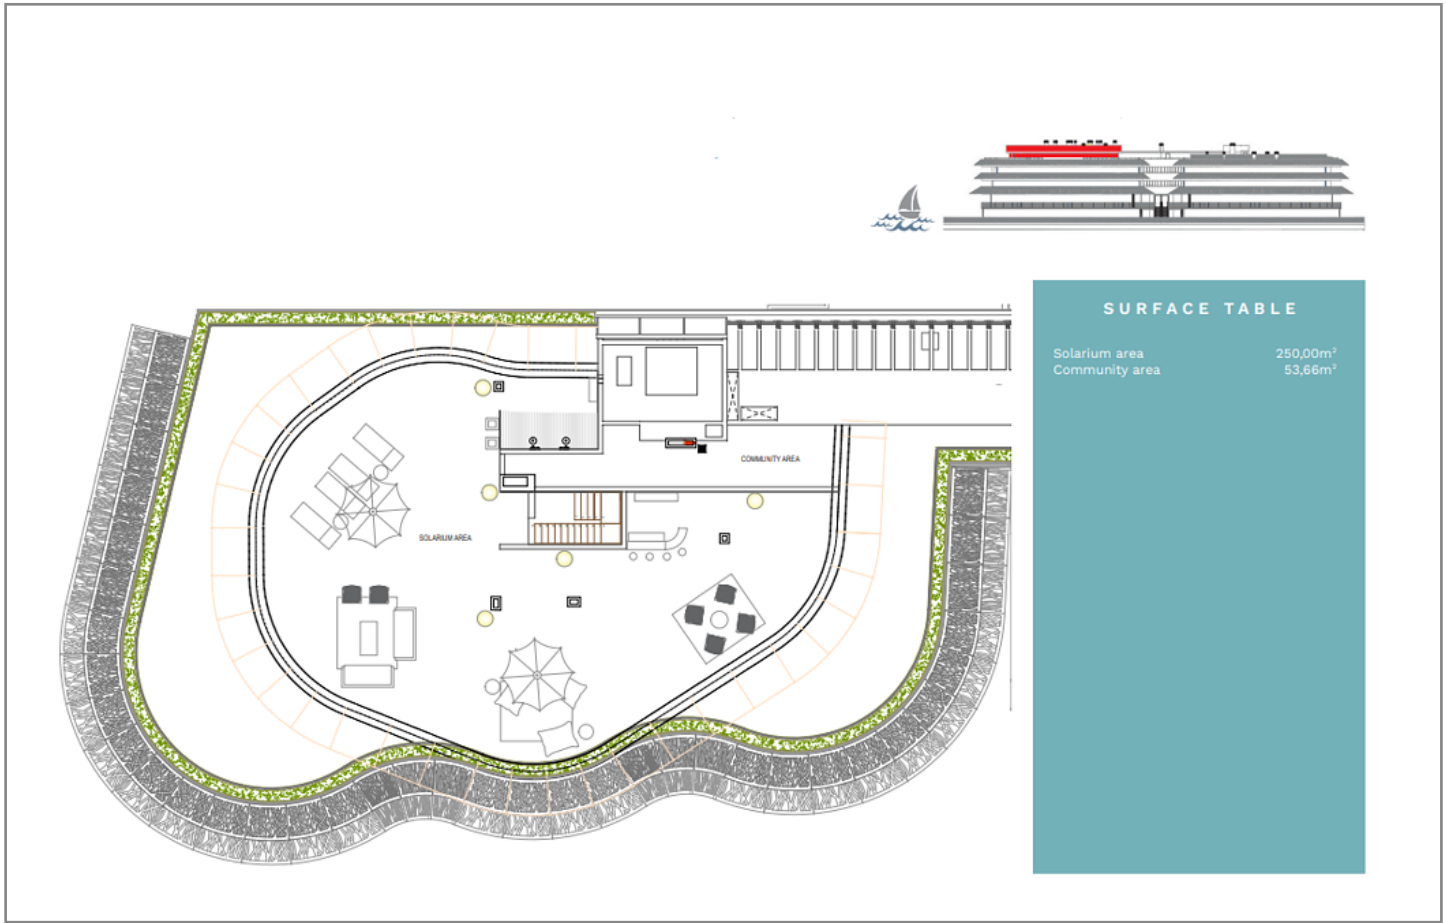 SURFACE TABLE
Solarium area 250,00m²
Community area 53,66m²
COMMUNITY AREA
SOLARIUM AREA